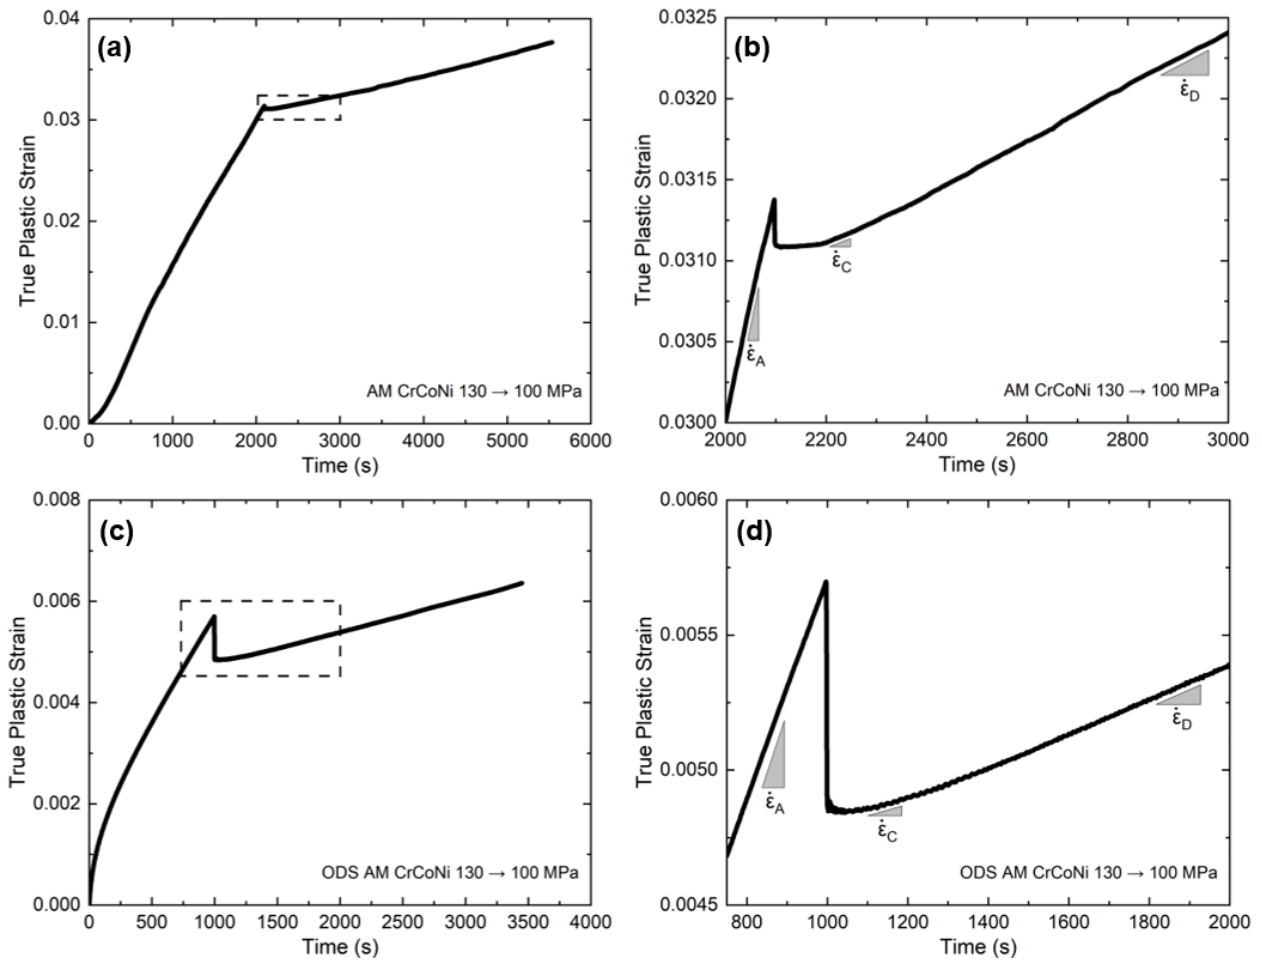 (a)
0.04
0.03
0.02
0.01
0.00
True Plastic Strain
AM CrCoNi 130 → 100 MPa
0 1000 2000 3000 4000 5000 6000
Time (s)
(b)
0.0325
0.0320
0.0315
0.0310
0.0305
0.0300
True Plastic Strain
ε̇D
ε̇C
ε̇A
AM CrCoNi 130 → 100 MPa
2000 2200 2400 2600 2800 3000
Time (s)
(c)
0.008
0.006
0.004
0.002
0.000
True Plastic Strain
ODS AM CrCoNi 130 → 100 MPa
0 500 1000 1500 2000 2500 3000 3500 4000
Time (s)
(d)
0.0060
0.0055
0.0050
0.0045
True Plastic Strain
ε̇D
ε̇A
ε̇C
ODS AM CrCoNi 130 → 100 MPa
800 1000 1200 1400 1600 1800 2000
Time (s)